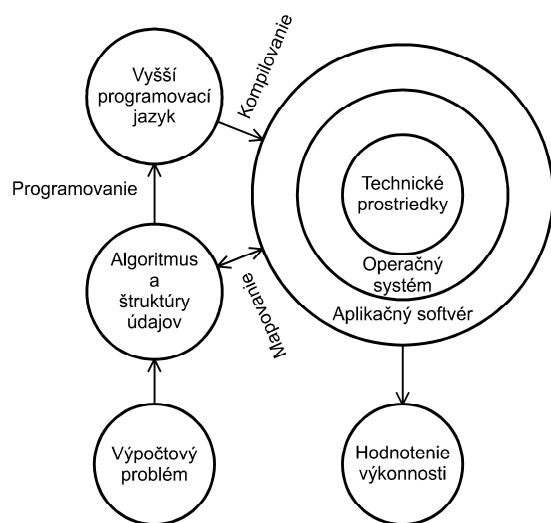 Vyšší
programovací
jazyk
Kompilovanie
Programovanie
Technické
prostriedky
Operačný
systém
Aplikačný softvér
Algoritmus
a
štruktúry
údajov
Mapovanie
Výpočtový
problém
Hodnotenie
výkonnosti